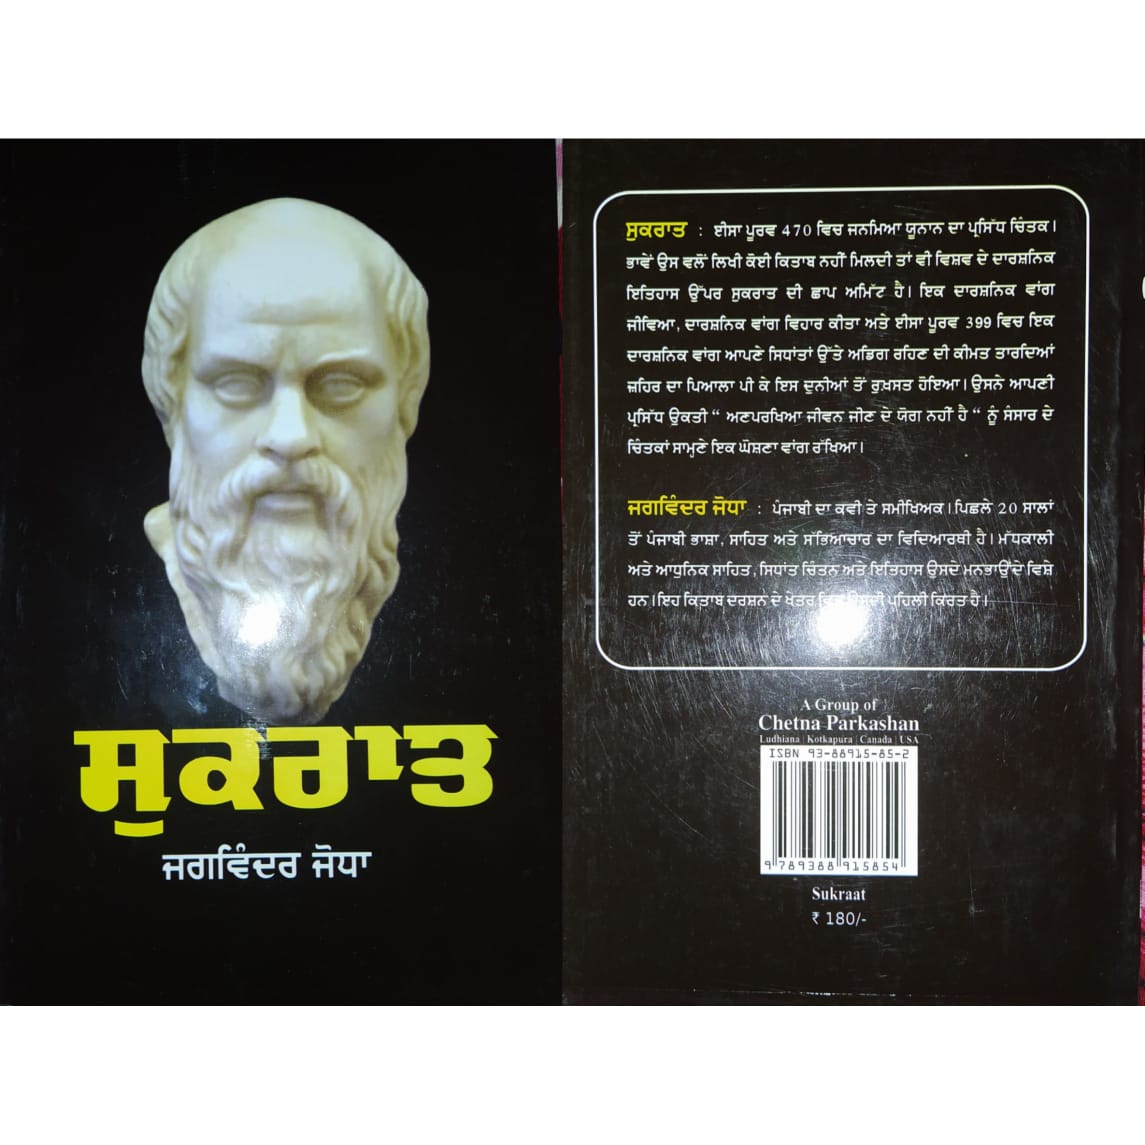 ਸੁਕਰਾਤ
ਜਗਵਿੰਦਰ ਜੋਧਾ
ਸੁਕਰਾਤ : ਈਸਾ ਪੂਰਵ 470 ਵਿਚ ਜਨਮਿਆ ਯੂਨਾਨ ਦਾ ਪ੍ਰਸਿੱਧ ਚਿੰਤਕ।
ਭਾਵੇਂ ਉਸ ਵਲੋਂ ਲਿਖੀ ਕੋਈ ਕਿਤਾਬ ਨਹੀਂ ਮਿਲਦੀ ਤਾਂ ਵੀ ਵਿਸ਼ਵ ਦੇ ਦਾਰਸ਼ਨਿਕ
ਇਤਿਹਾਸ ਉੱਪਰ ਸੁਕਰਾਤ ਦੀ ਛਾਪ ਅਮਿੱਟ ਹੈ। ਇਕ ਦਾਰਸ਼ਨਿਕ ਵਾਂਗ
ਜੀਵਿਆ, ਦਾਰਸ਼ਨਿਕ ਵਾਂਗ ਵਿਹਾਰ ਕੀਤਾ ਅਤੇ ਈਸਾ ਪੂਰਵ 399 ਵਿਚ ਇਕ
ਦਾਰਸ਼ਨਿਕ ਵਾਂਗ ਆਪਣੇ ਸਿਧਾਂਤਾਂ ਉੱਤੇ ਅਡਿਗ ਰਹਿਣ ਦੀ ਕੀਮਤ ਤਾਰਦਿਆਂ
ਜ਼ਹਿਰ ਦਾ ਪਿਆਲਾ ਪੀ ਕੇ ਇਸ ਦੁਨੀਆਂ ਤੋਂ ਰੁਖ਼ਸਤ ਹੋਇਆ। ਉਸਨੇ ਆਪਣੀ
ਪ੍ਰਸਿੱਧ ਉਕਤੀ “ ਅਣਪਰਖਿਆ ਜੀਵਨ ਜੀਣ ਦੇ ਯੋਗ ਨਹੀਂ ਹੈ “ ਨੂੰ ਸੰਸਾਰ ਦੇ
ਚਿੰਤਕਾਂ ਸਾਮ੍ਹਣੇ ਇਕ ਘੋਸ਼ਣਾ ਵਾਂਗ ਰੱਖਿਆ।
ਜਗਵਿੰਦਰ ਜੋਧਾ : ਪੰਜਾਬੀ ਦਾ ਕਵੀ ਤੇ ਸਮੀਖਿਅਕ। ਪਿਛਲੇ 20 ਸਾਲਾਂ
ਤੋਂ ਪੰਜਾਬੀ ਭਾਸ਼ਾ, ਸਾਹਿਤ ਅਤੇ ਸੱਭਿਆਚਾਰ ਦਾ ਵਿਦਿਆਰਥੀ ਹੈ। ਮੱਧਕਾਲੀ
ਅਤੇ ਆਧੁਨਿਕ ਸਾਹਿਤ, ਸਿਧਾਂਤ ਚਿੰਤਨ ਅਤੇ ਇਤਿਹਾਸ ਉਸਦੇ ਮਨਭਾਉਂਦੇ ਵਿਸ਼ੇ
ਹਨ। ਇਹ ਕਿਤਾਬ ਦਰਸ਼ਨ ਦੇ ਖੇਤਰ ਵਿਚ ਉਸਦੀ ਪਹਿਲੀ ਕਿਰਤ ਹੈ।
A Group of
Chetna Parkashan
Ludhiana | Kotkapura | Canada | USA
ISBN 93-88915-85-2
9 789388 915854
Sukraat
₹ 180/-